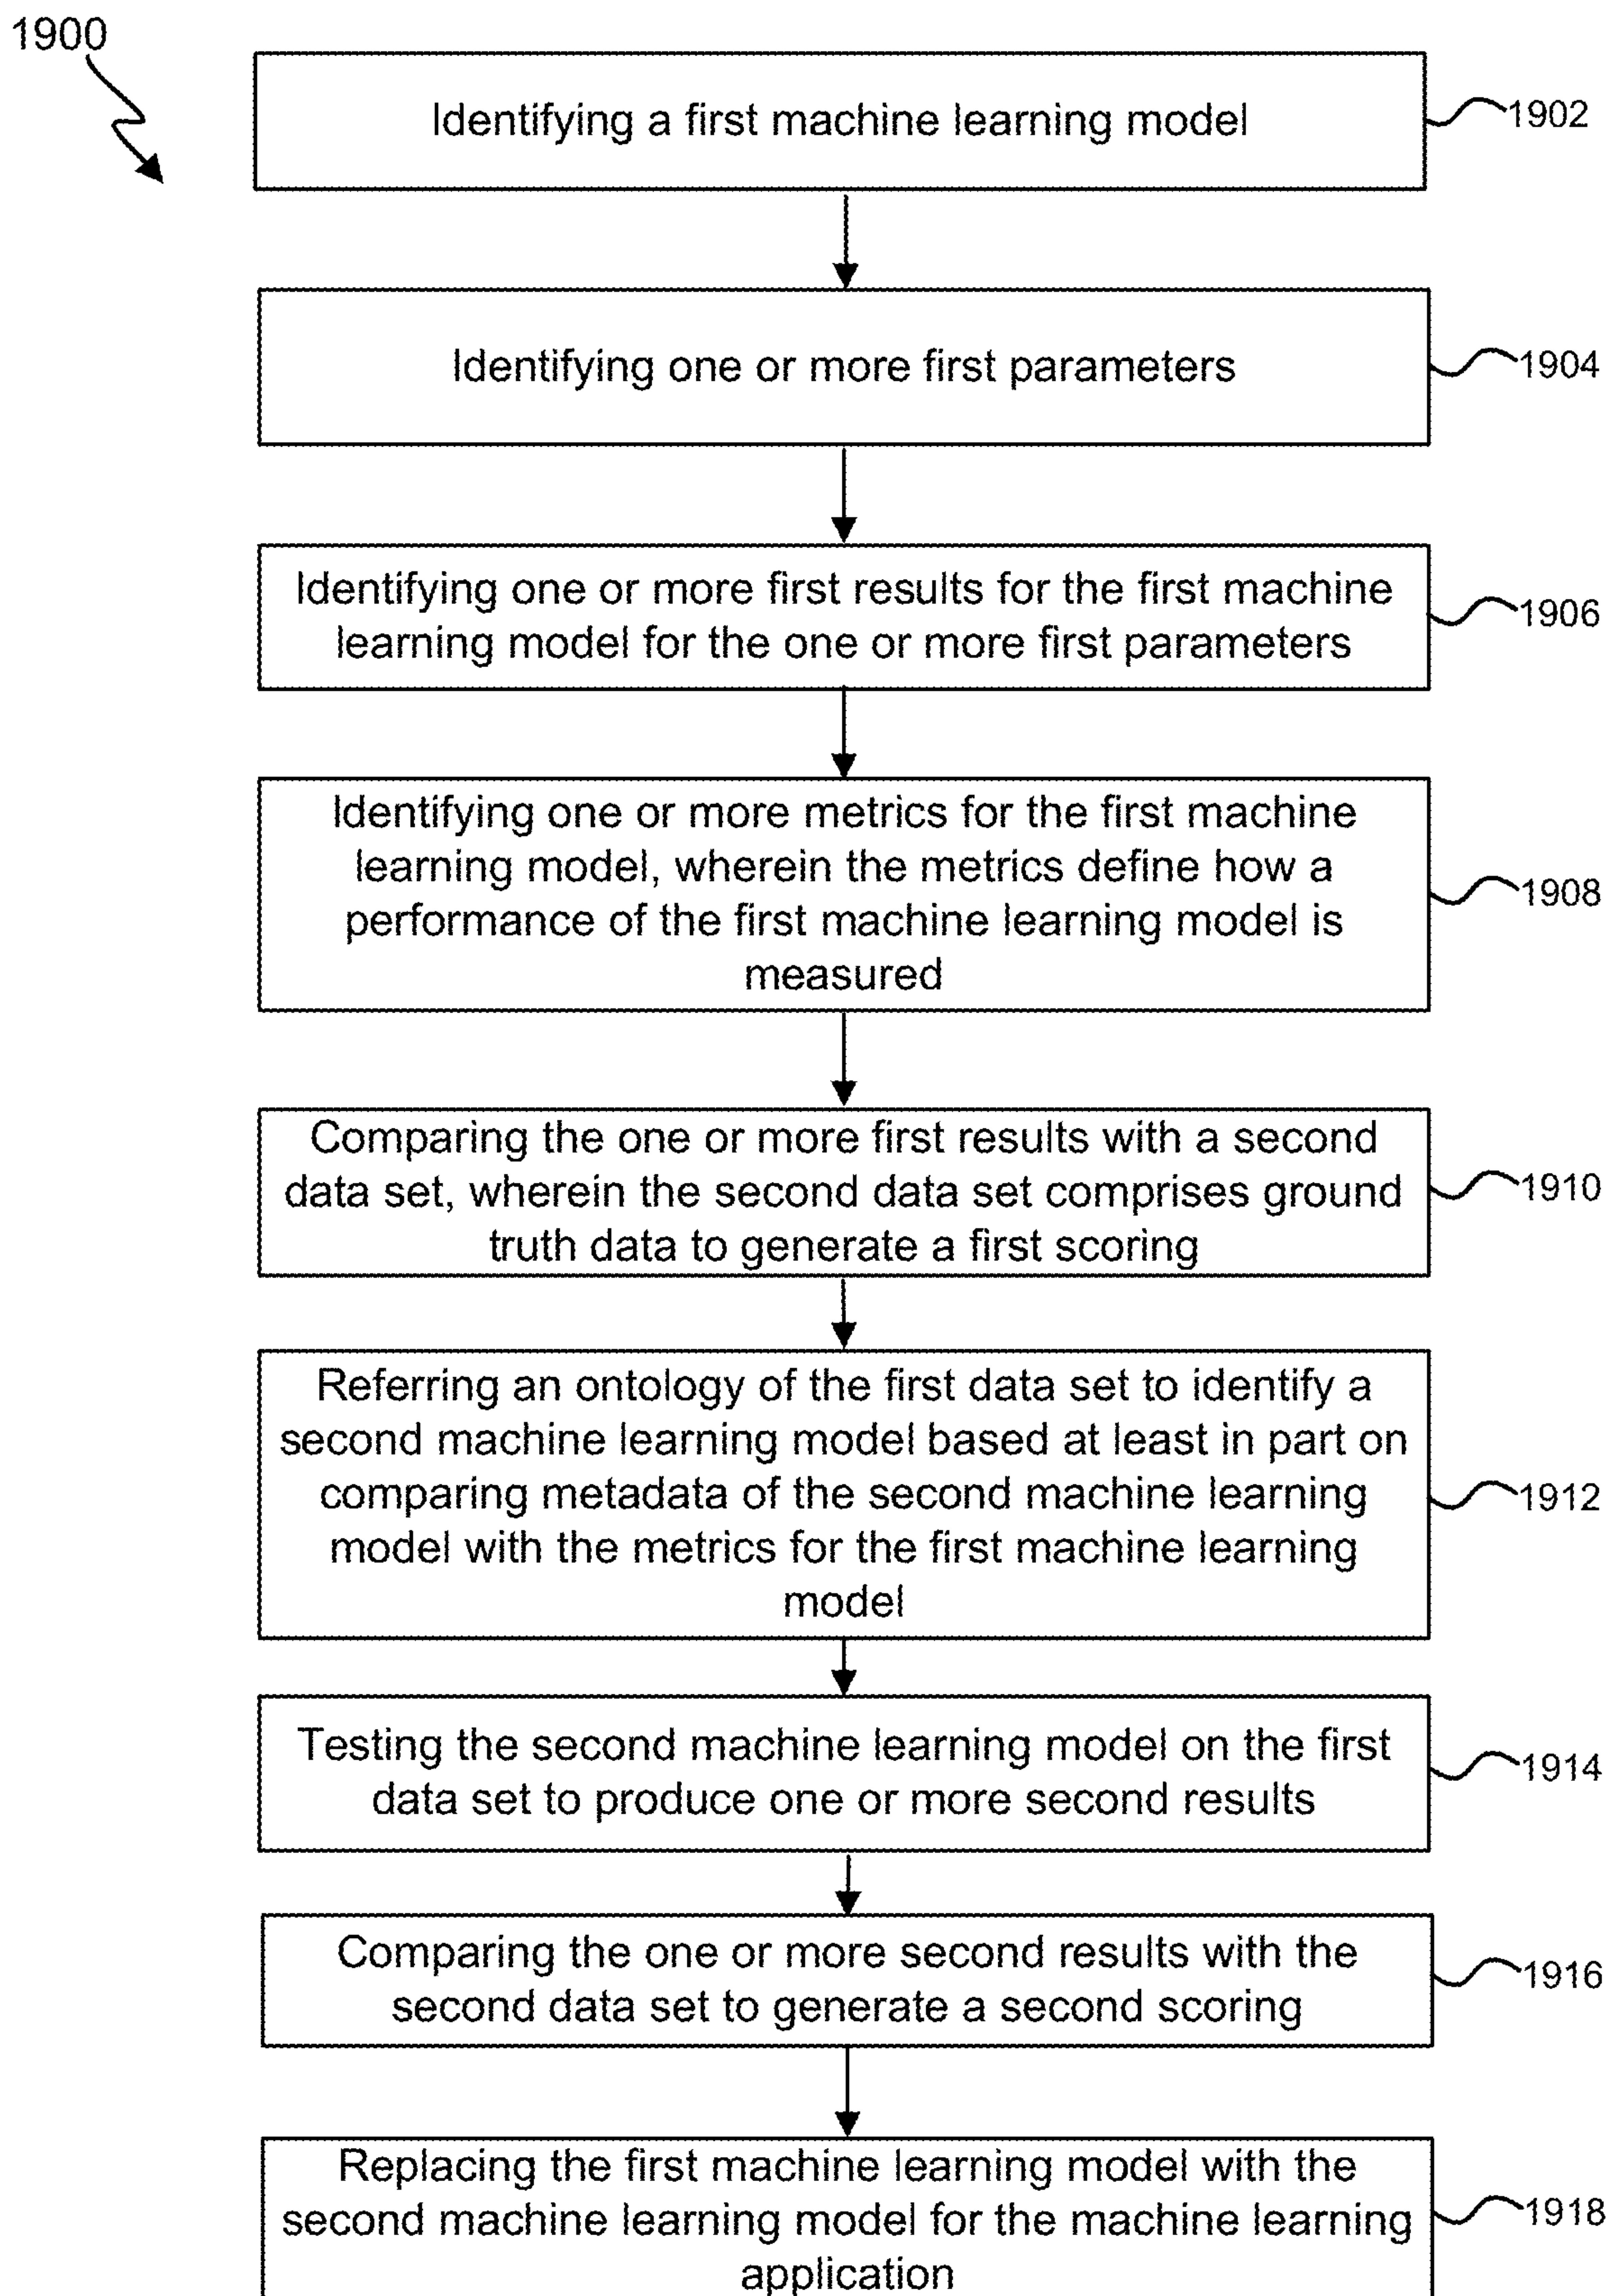 1900
Identifying a first machine learning model
1902
Identifying one or more first parameters
1904
Identifying one or more first results for the first machine
learning model for the one or more first parameters
1906
Identifying one or more metrics for the first machine
learning model, wherein the metrics define how a
performance of the first machine learning model is
measured
1908
Comparing the one or more first results with a second
data set, wherein the second data set comprises ground
truth data to generate a first scoring
1910
Referring an ontology of the first data set to identify a
second machine learning model based at least in part on
comparing metadata of the second machine learning
model with the metrics for the first machine learning
model
1912
Testing the second machine learning model on the first
data set to produce one or more second results
1914
Comparing the one or more second results with the
second data set to generate a second scoring
1916
Replacing the first machine learning model with the
second machine learning model for the machine learning
application
1918